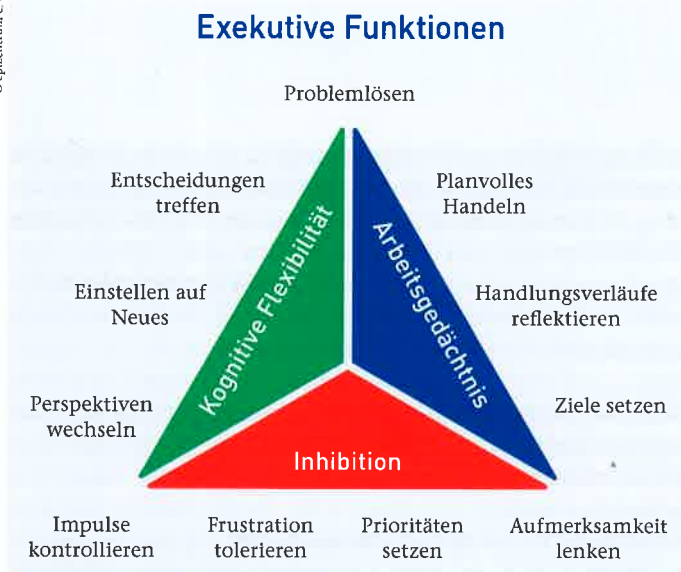 Exekutive Funktionen
Problemlösen
Entscheidungen
treffen
Planvolles
Handeln
Einstellen auf
Neues
Handlungsverläufe
reflektieren
Kognitive Flexibilität
Arbeitsgedächtnis
Perspektiven
wechseln
Ziele setzen
Inhibition
Impulse
kontrollieren
Frustration
tolerieren
Prioritäten
setzen
Aufmerksamkeit
lenken